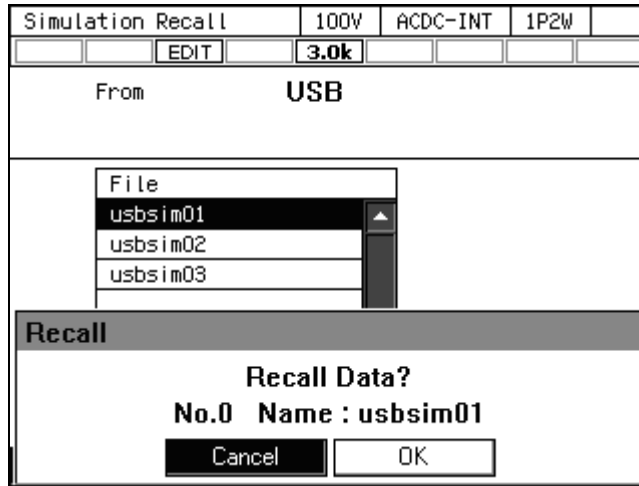 Simulation Recall 100V ACDC-INT 1P2W
EDIT 3.0k
From USB
File
usbsim01
usbsim02
usbsim03
Recall
Recall Data?
No.0 Name : usbsim01
Cancel OK